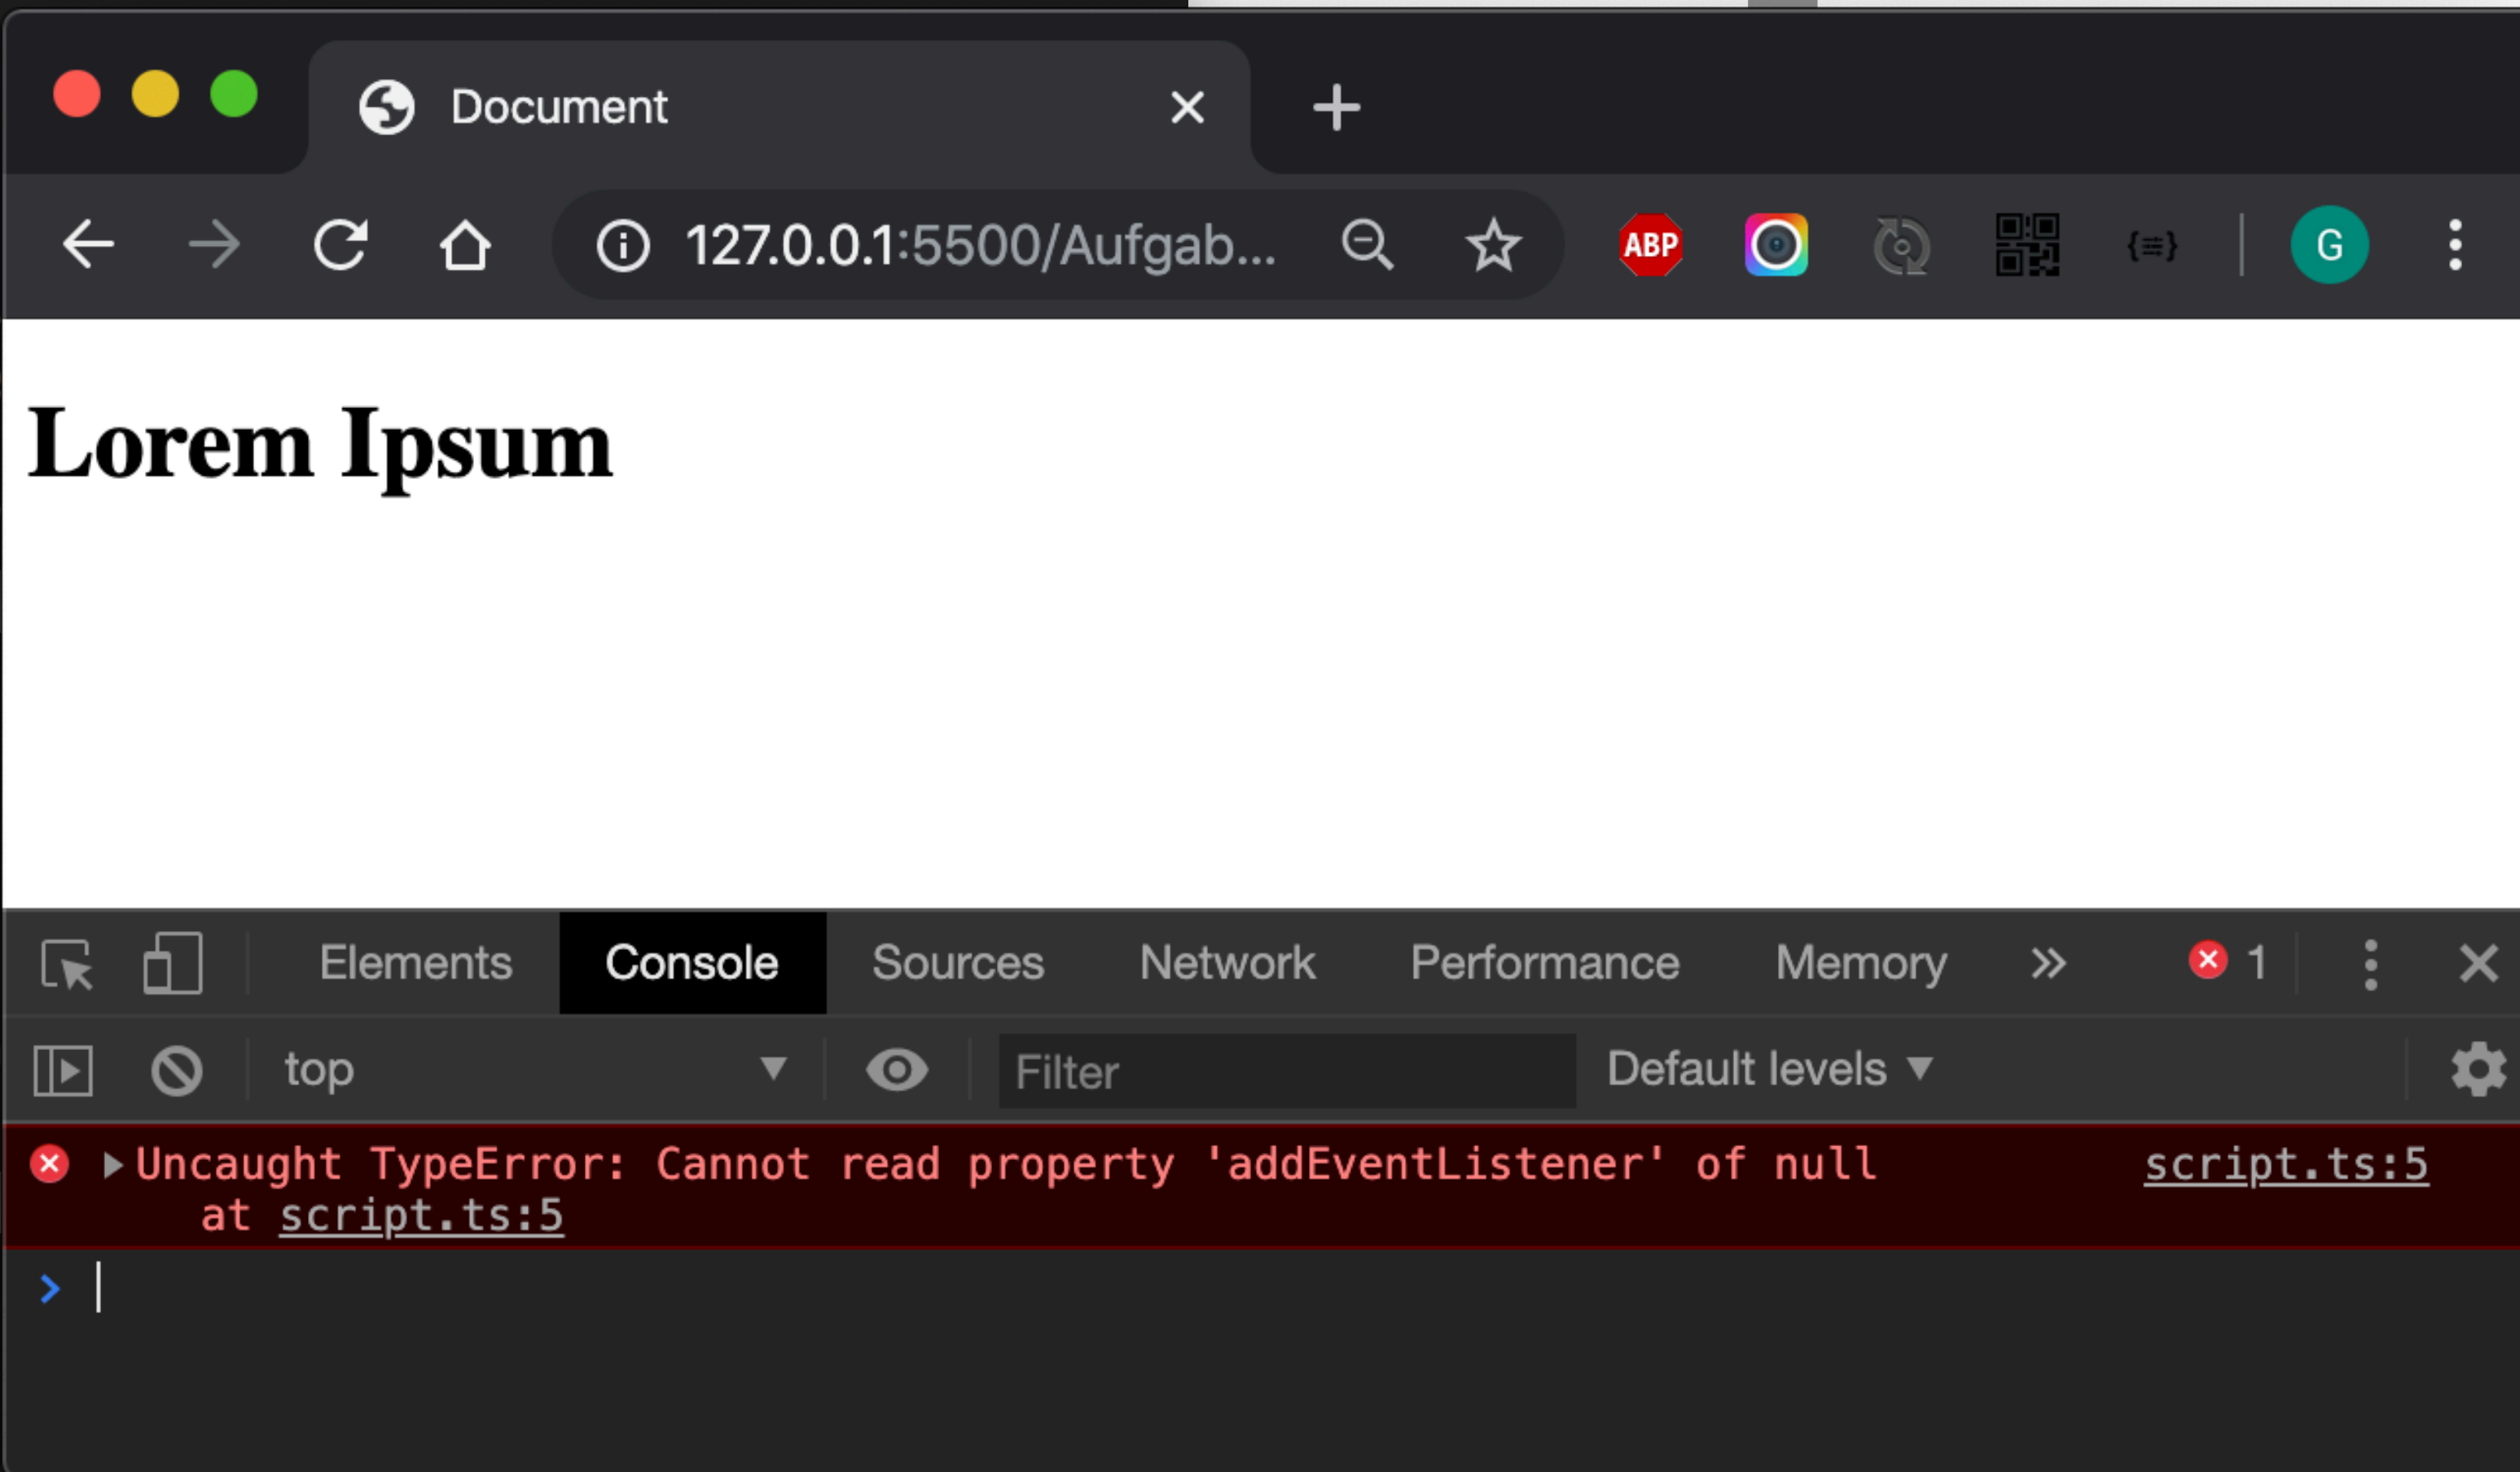 Document
127.0.0.1:5500/Aufgab...
ABP
G
Lorem Ipsum
Elements Console Sources Network Performance Memory 1
top Filter Default levels
Uncaught TypeError: Cannot read property 'addEventListener' of null script.ts:5
at script.ts:5